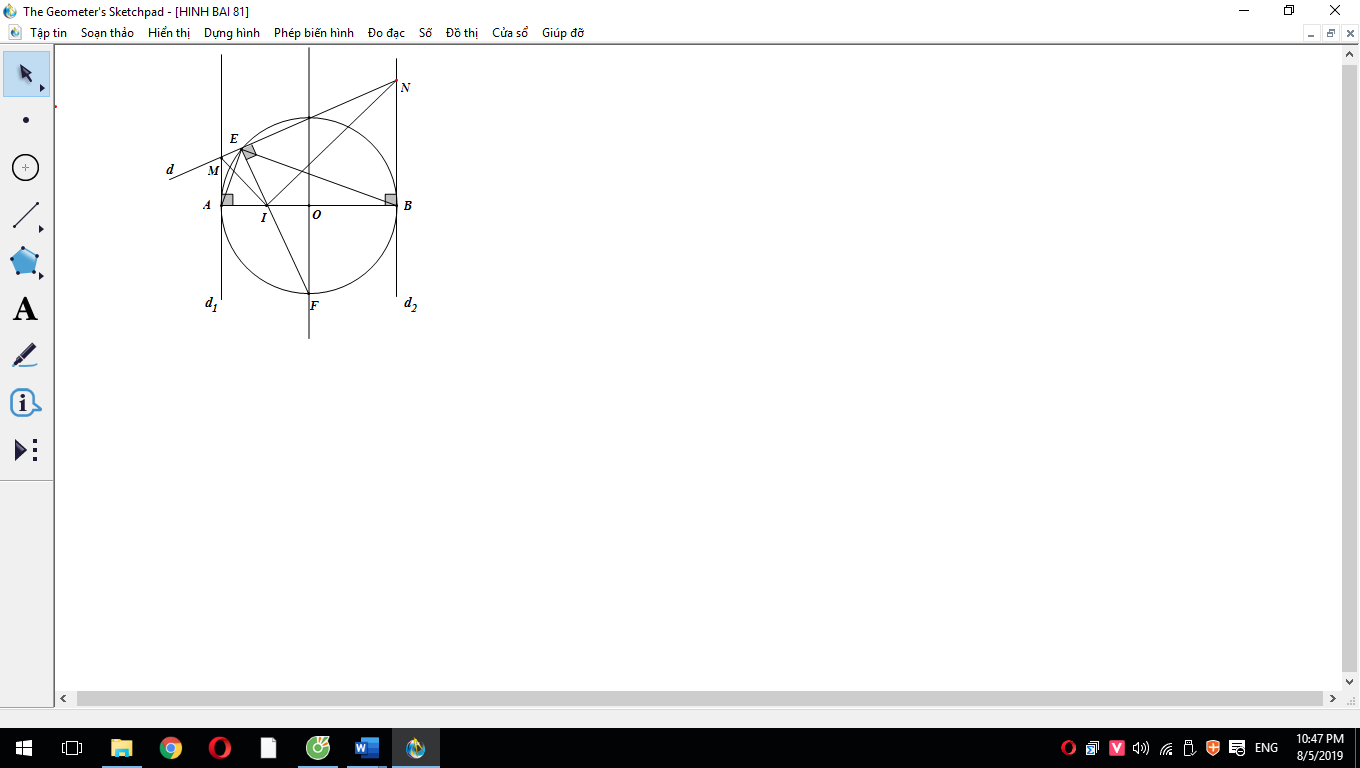 The Geometer's Sketchpad - [HINH BAI 81]
Tập tin Soạn thảo Hiển thị Dựng hình Phép biến hình Đo đạc Số Đồ thị Cửa sổ Giúp đỡ
N
E
d
M
A
I
O
B
d1
F
d2
A
i
W
V
ENG
10:47 PM
8/5/2019